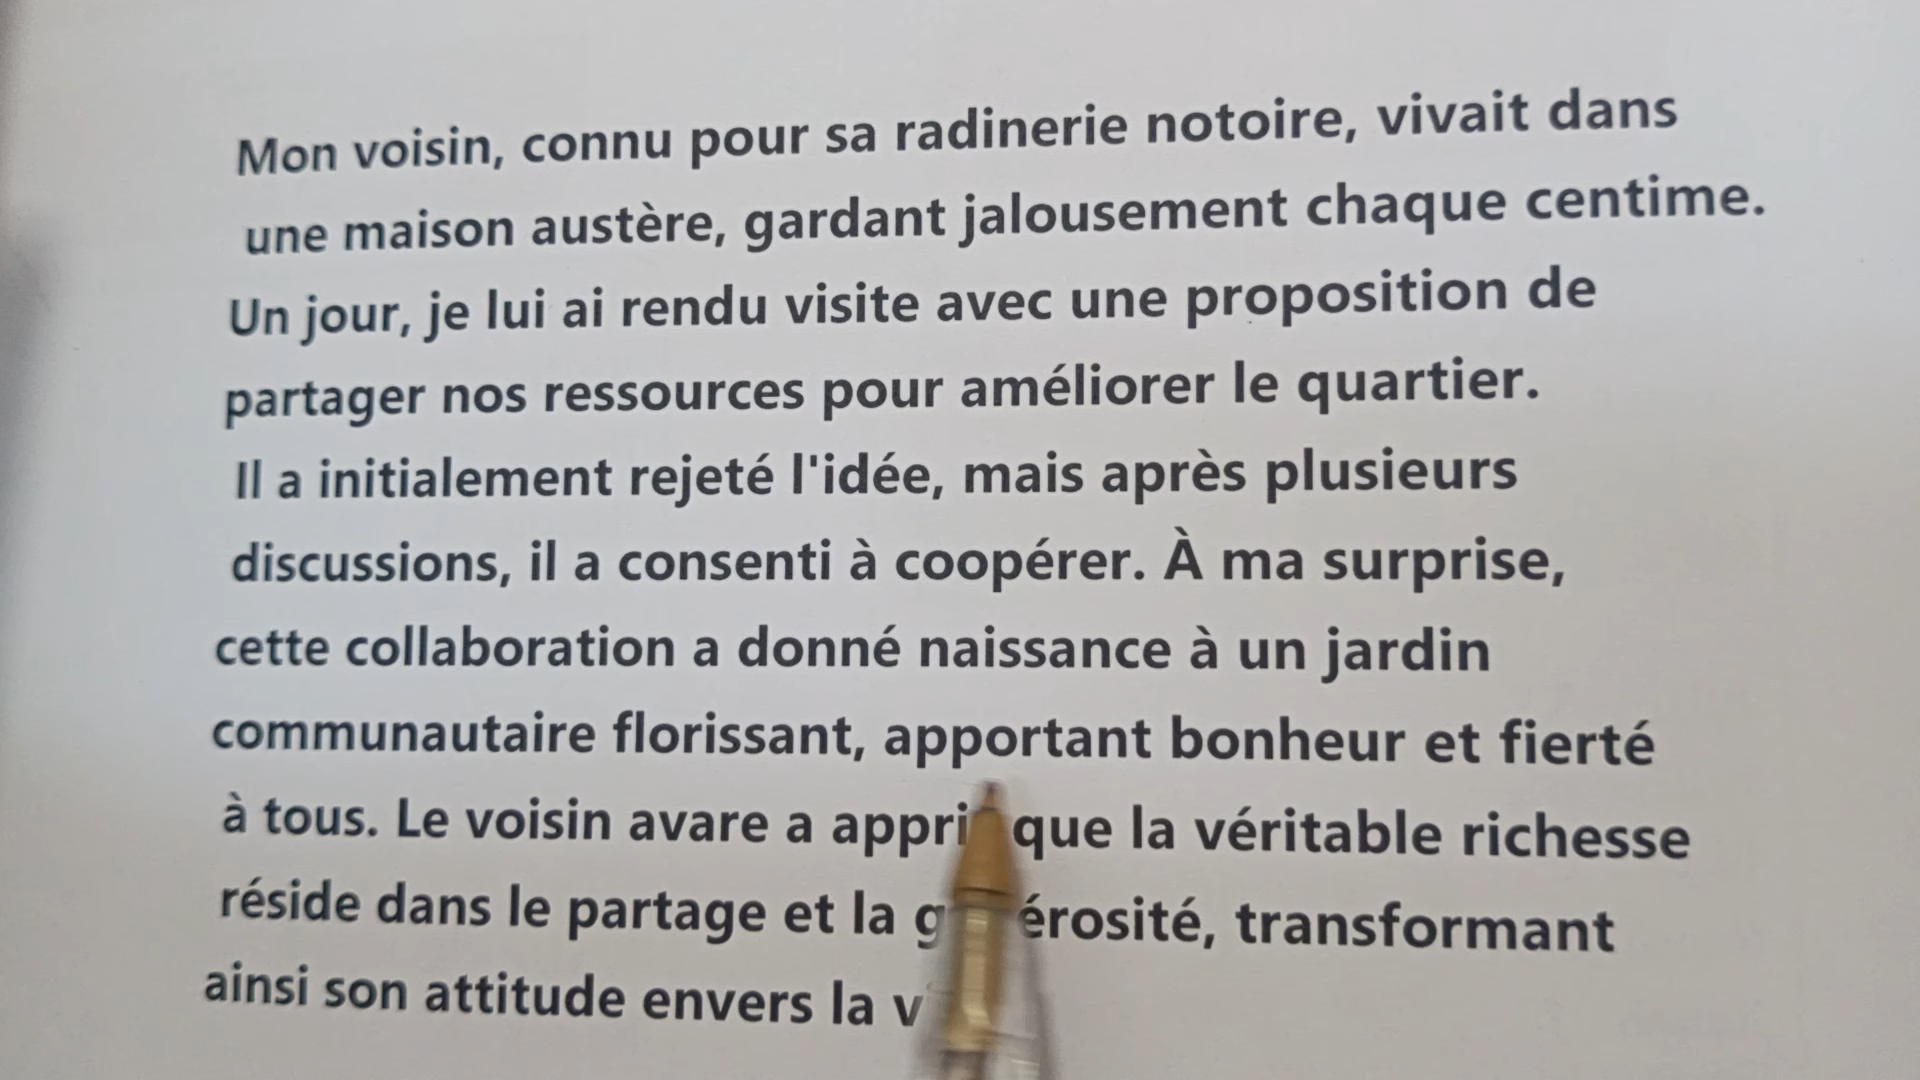 Mon voisin, connu pour sa radinerie notoire, vivait dans
une maison austère, gardant jalousement chaque centime.
Un jour, je lui ai rendu visite avec une proposition de
partager nos ressources pour améliorer le quartier.
Il a initialement rejeté l'idée, mais après plusieurs
discussions, il a consenti à coopérer. À ma surprise,
cette collaboration a donné naissance à un jardin
communautaire florissant, apportant bonheur et fierté
à tous. Le voisin avare a que la véritable richesse
réside dans le partage et la transformant
ainsi son attitude envers la